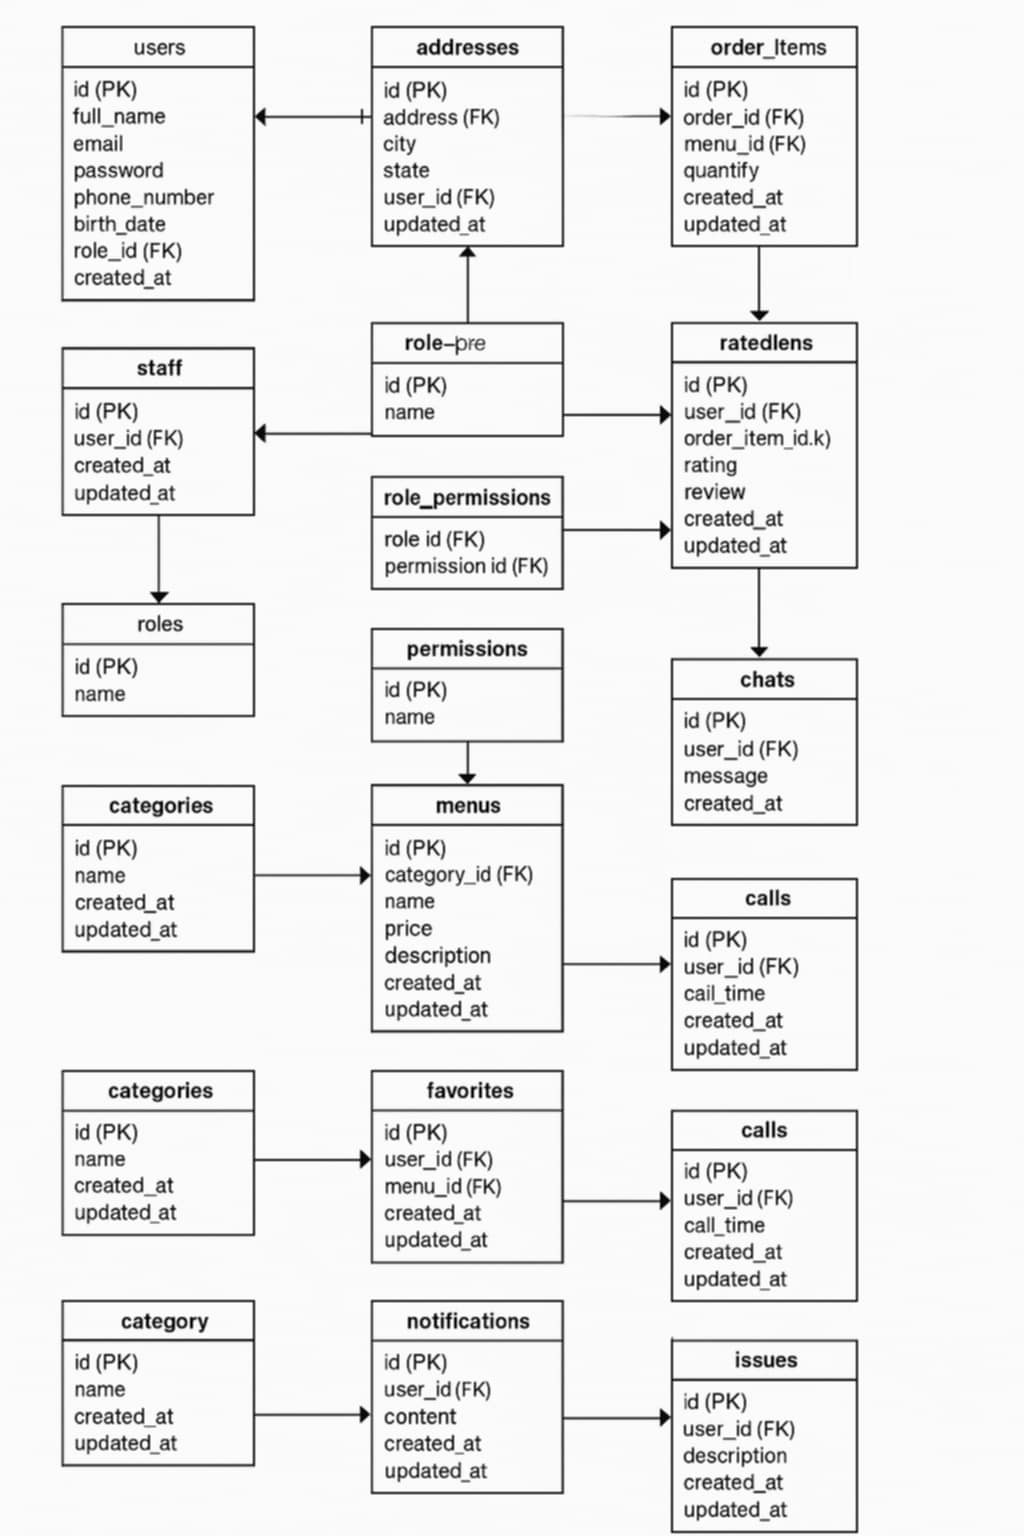 users
id (PK)
full_name
email
password
phone_number
birth_date
role_id (FK)
created_at
addresses
id (PK)
address (FK)
city
state
user_id (FK)
updated_at
order_Items
id (PK)
order_id (FK)
menu_id (FK)
quantify
created_at
updated_at
staff
id (PK)
user_id (FK)
created_at
updated_at
role-pre
id (PK)
name
ratedlens
id (PK)
user_id (FK)
order_item_id.k)
rating
review
created_at
updated_at
role_permissions
role id (FK)
permission id (FK)
roles
id (PK)
name
permissions
id (PK)
name
chats
id (PK)
user_id (FK)
message
created_at
categories
id (PK)
name
created_at
updated_at
menus
id (PK)
category_id (FK)
name
price
description
created_at
updated_at
calls
id (PK)
user_id (FK)
cail_time
created_at
updated_at
categories
id (PK)
name
created_at
updated_at
favorites
id (PK)
user_id (FK)
menu_id (FK)
created_at
updated_at
calls
id (PK)
user_id (FK)
call_time
created_at
updated_at
category
id (PK)
name
created_at
updated_at
notifications
id (PK)
user_id (FK)
content
created_at
updated_at
issues
id (PK)
user_id (FK)
description
created_at
updated_at